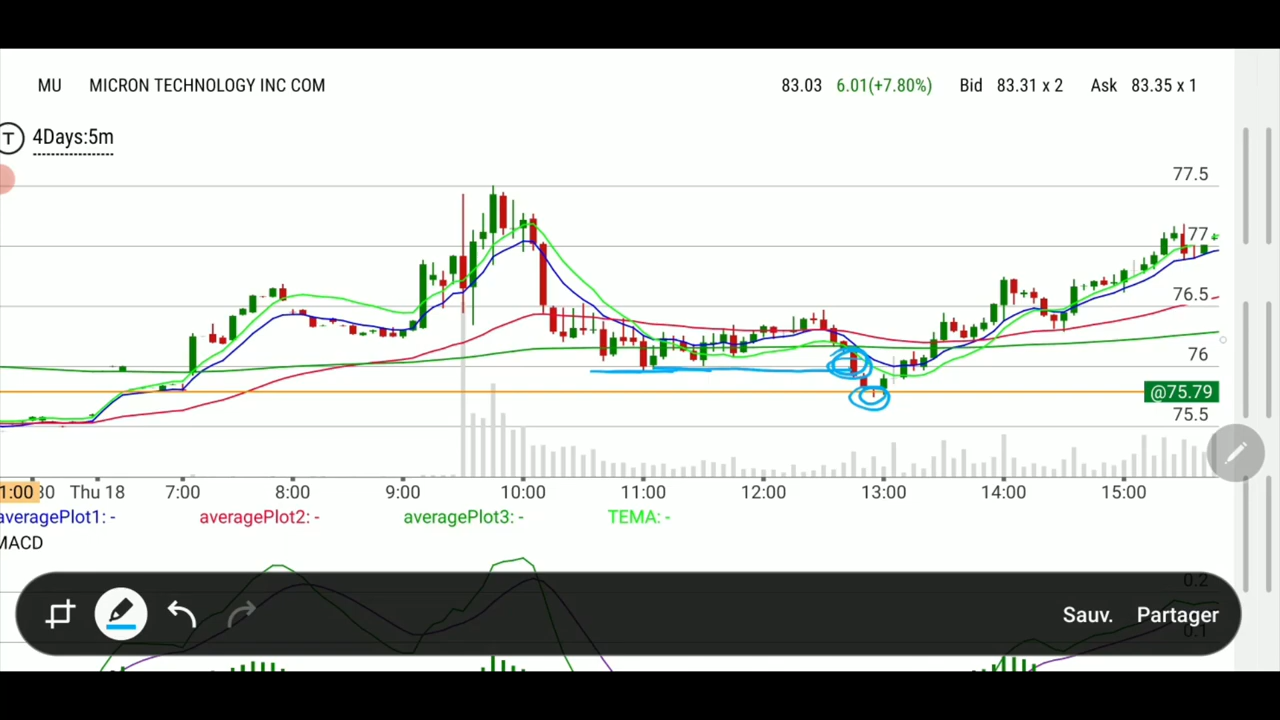 MU MICRON TECHNOLOGY INC COM 83.03 6.01(+7.80%) Bid 83.31 x 2 Ask 83.35 x 1
T 4Days:5m
77.5
77
76.5
76
@75.79
75.5
1:00 30 Thu 18 7:00 8:00 9:00 10:00 11:00 12:00 13:00 14:00 15:00
averagePlot1: - averagePlot2: - averagePlot3: - TEMA: -
MACD
0.2
Sauv. Partager
0.1